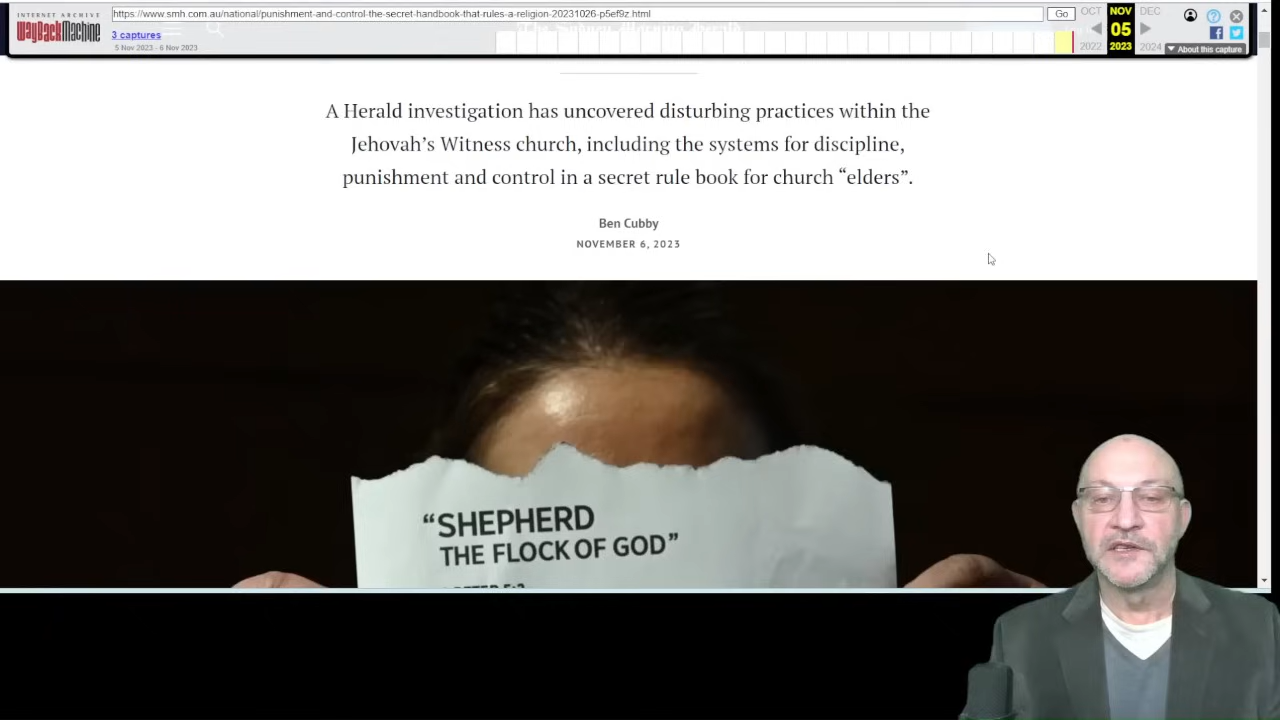 INTERNET ARCHIVE
WayBackMachine
https://www.smh.com.au/national/punishment-and-control-the-secret-handbook-that-rules-a-religion-20231026-p5ef9z.html
Go
OCT
NOV
DEC
3 captures
5 Nov 2023 - 6 Nov 2023
05
2022
2023
2024
About this capture
A Herald investigation has uncovered disturbing practices within the
Jehovah’s Witness church, including the systems for discipline,
punishment and control in a secret rule book for church “elders”.
Ben Cubby
NOVEMBER 6, 2023
“SHEPHERD
THE FLOCK OF GOD”